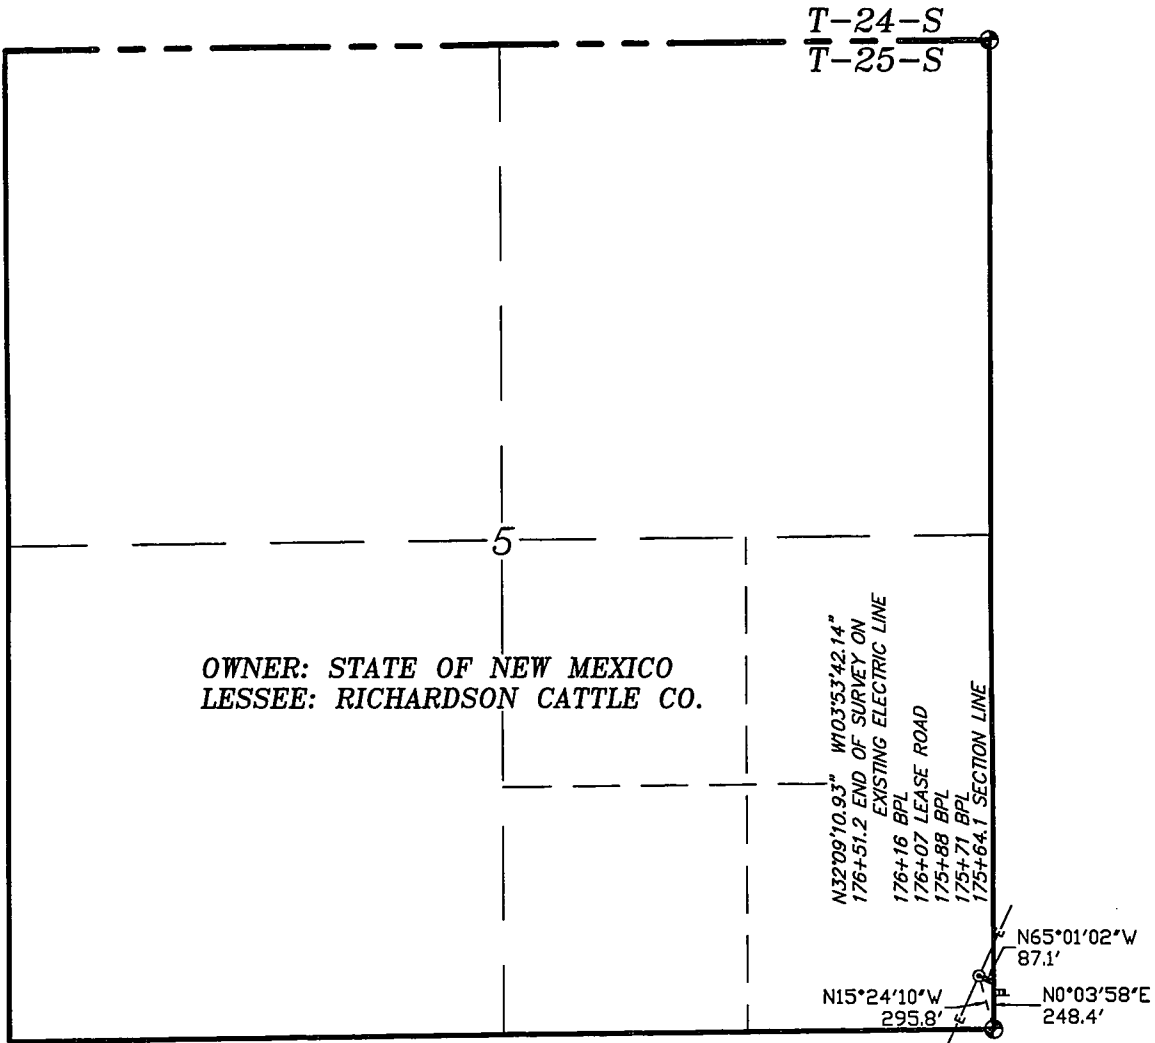 T-24-S
T-25-S
5
OWNER: STATE OF NEW MEXICO
LESSEE: RICHARDSON CATTLE CO.
N32°09'10.93" W103°53'42.14"
176+51.2 END OF SURVEY ON
EXISTING ELECTRIC LINE
176+16 BPL
176+07 LEASE ROAD
175+88 BPL
175+71 BPL
175+64.1 SECTION LINE
N65°01'02"W
87.1'
N15°24'10"W
295.8'
N0°03'58"E
248.4'
E
E
E